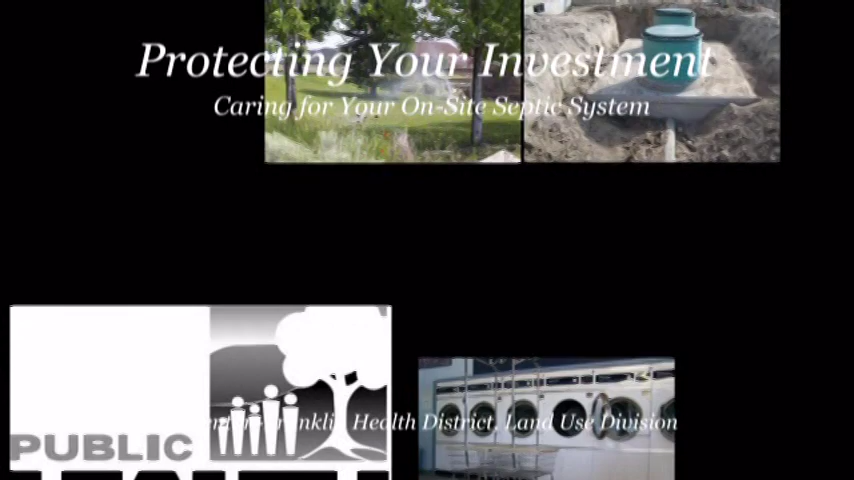 Protecting Your Investment
Caring for Your On-Site Septic System
Health District, Land Use Division
PUBLIC